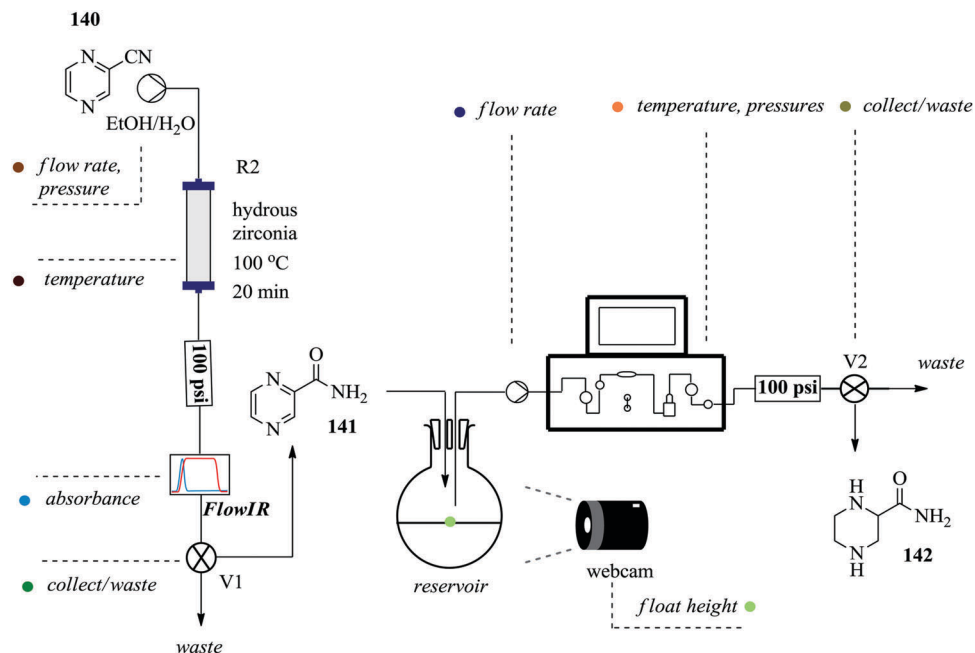 140
N
CN
N
EtOH/H₂O
flow rate,
pressure
R2
hydrous
zirconia
100 °C
20 min
temperature
100 psi
O
N
NH₂
N
141
absorbance
FlowIR
V1
collect/waste
waste
flow rate
temperature, pressures
collect/waste
V2
100 psi
waste
reservoir
webcam
float height
H
N
O
NH₂
N
H
142